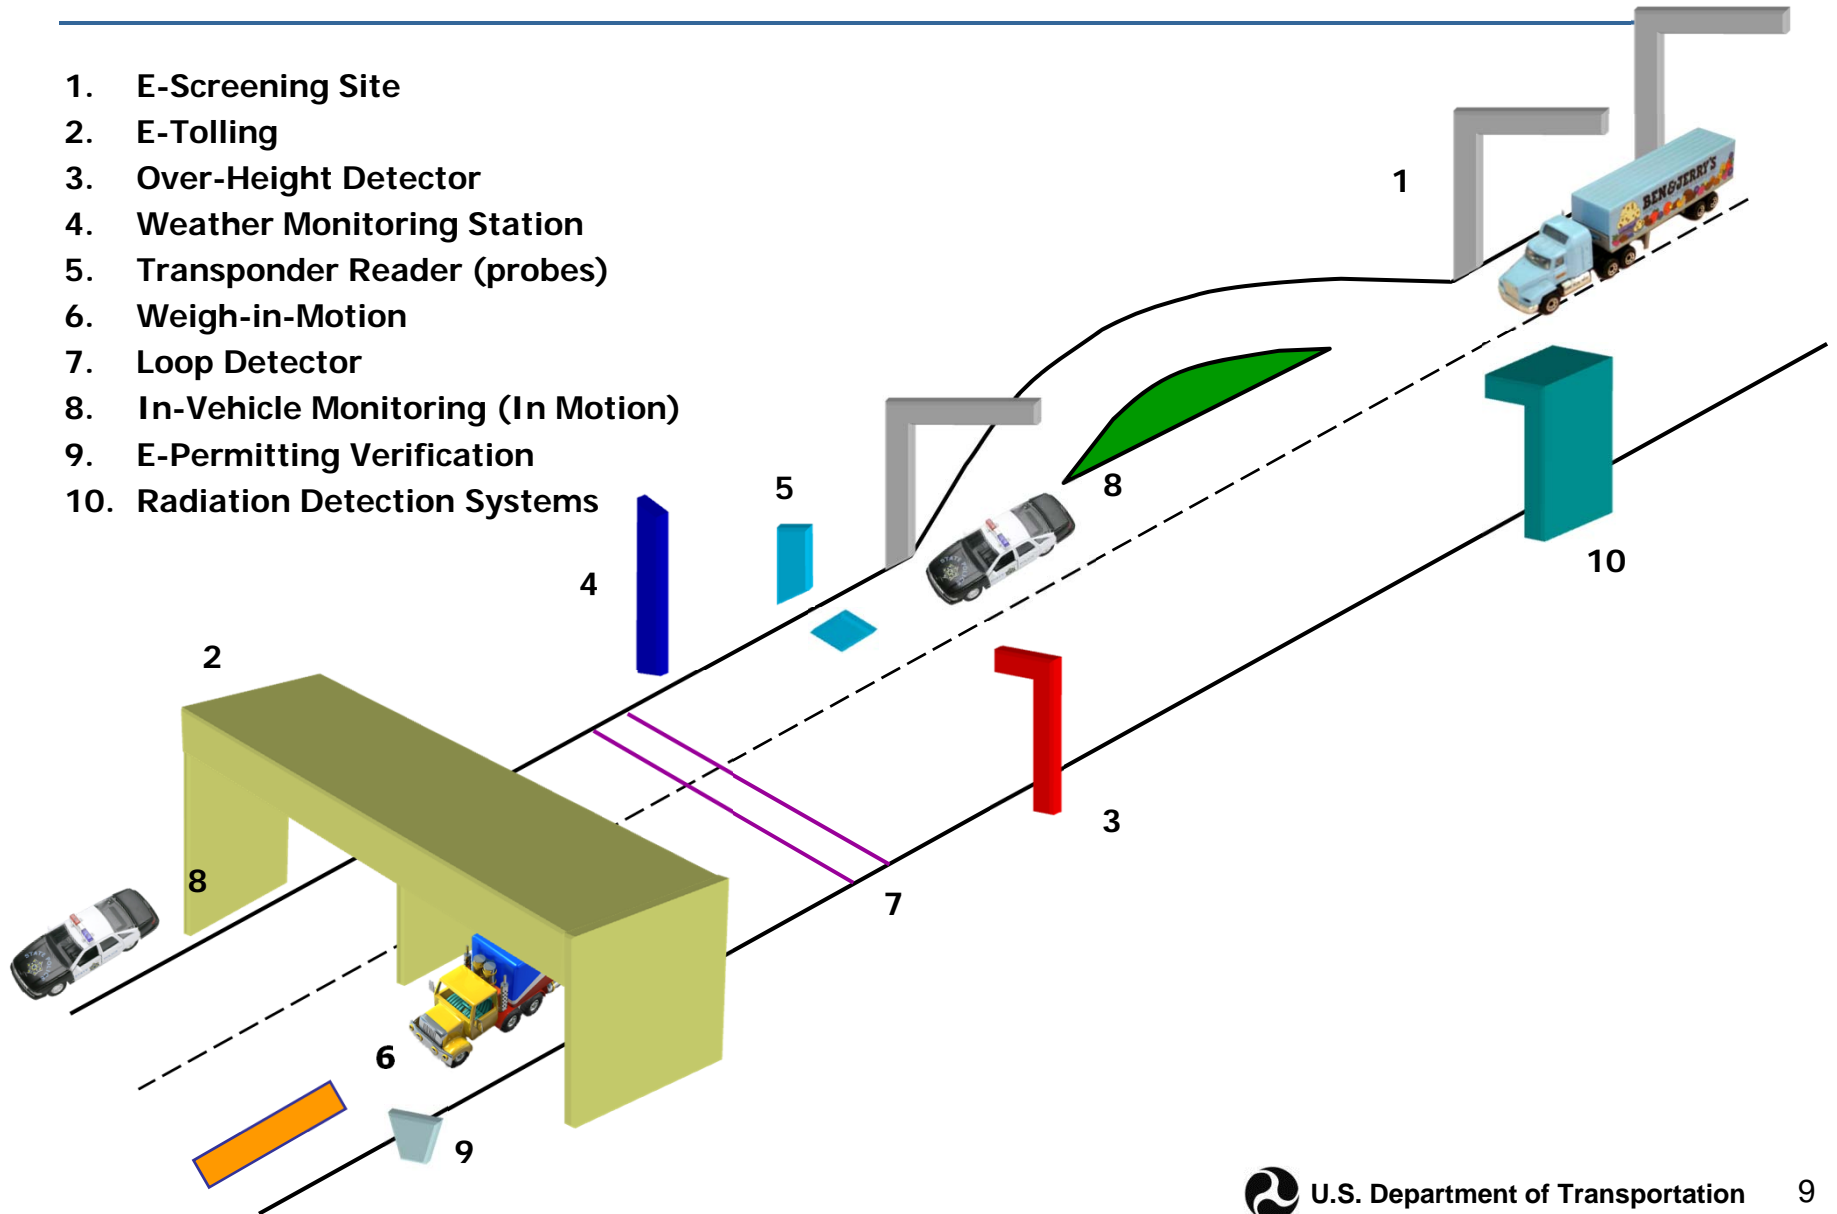 1. E-Screening Site
2. E-Tolling
3. Over-Height Detector
4. Weather Monitoring Station
5. Transponder Reader (probes)
6. Weigh-in-Motion
7. Loop Detector
8. In-Vehicle Monitoring (In Motion)
9. E-Permitting Verification
10. Radiation Detection Systems
1
BEN & JERRY'S
5
8
10
4
2
3
8
7
6
9
U.S. Department of Transportation 9